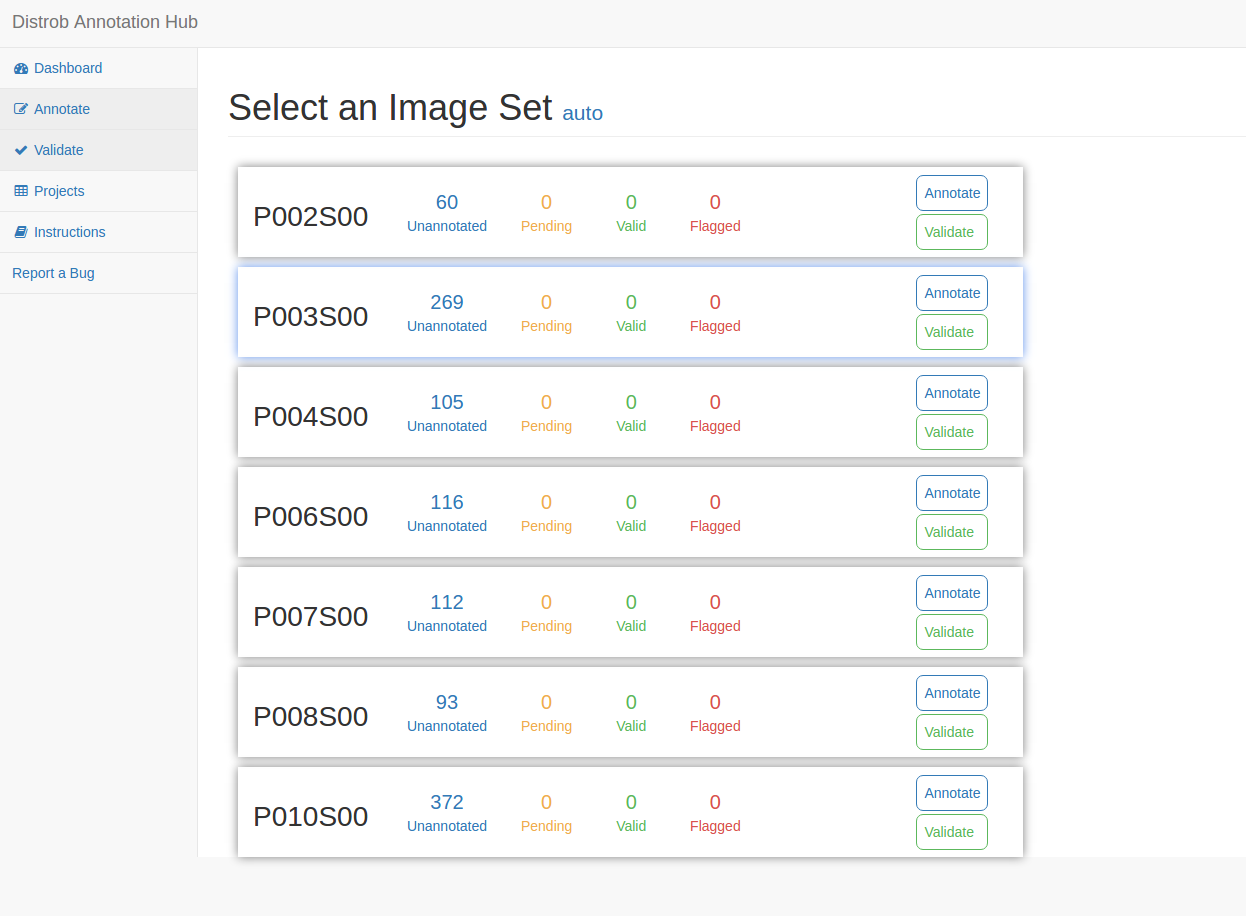 Distrob Annotation Hub
Dashboard
Annotate
Validate
Projects
Instructions
Report a Bug
Select an Image Set auto
P002S00
60
Unannotated
0
Pending
0
Valid
0
Flagged
Annotate
Validate
P003S00
269
Unannotated
0
Pending
0
Valid
0
Flagged
Annotate
Validate
P004S00
105
Unannotated
0
Pending
0
Valid
0
Flagged
Annotate
Validate
P006S00
116
Unannotated
0
Pending
0
Valid
0
Flagged
Annotate
Validate
P007S00
112
Unannotated
0
Pending
0
Valid
0
Flagged
Annotate
Validate
P008S00
93
Unannotated
0
Pending
0
Valid
0
Flagged
Annotate
Validate
P010S00
372
Unannotated
0
Pending
0
Valid
0
Flagged
Annotate
Validate